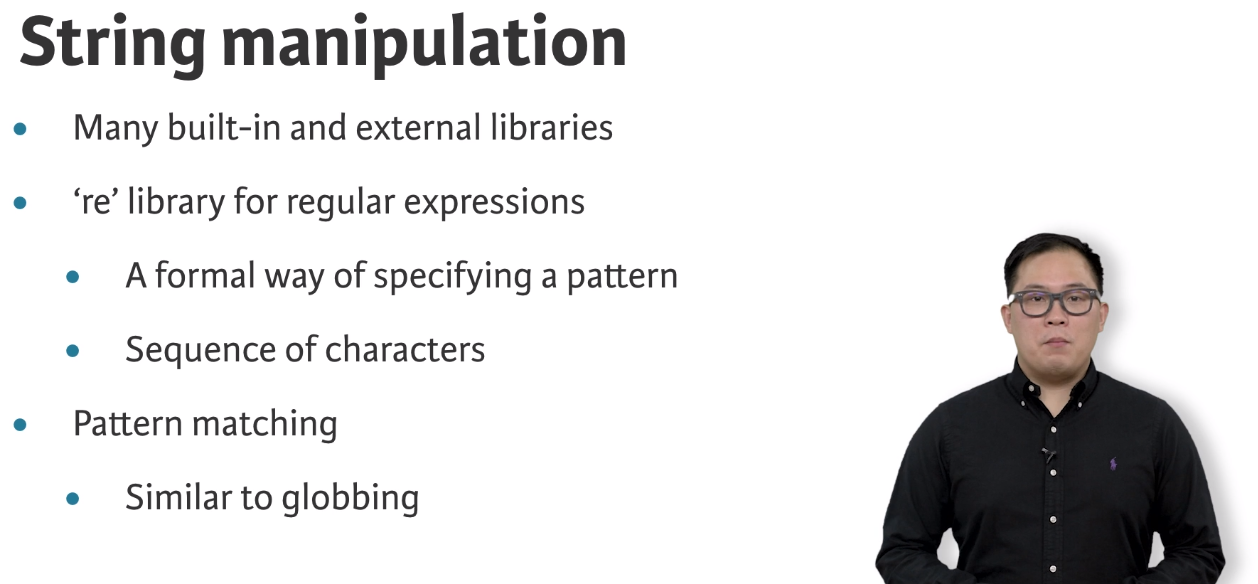 String manipulation
• Many built-in and external libraries
• ‘re’ library for regular expressions
• A formal way of specifying a pattern
• Sequence of characters
• Pattern matching
• Similar to globbing